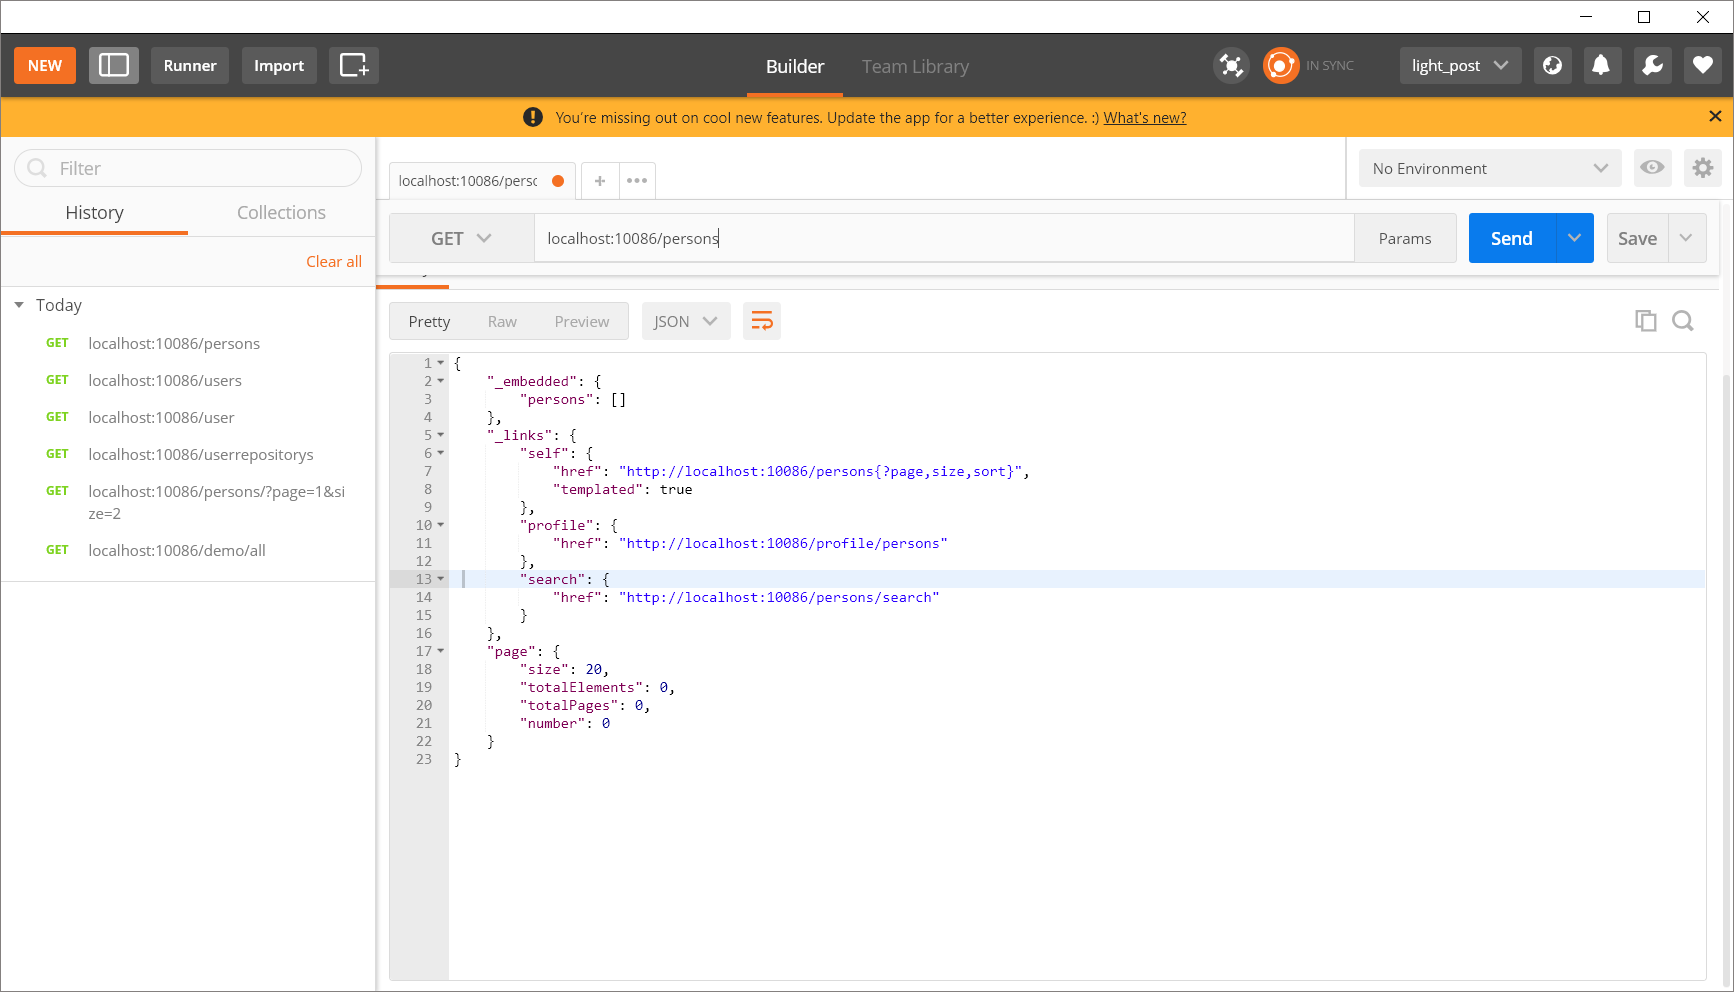 NEW
Runner
Import
Builder
Team Library
IN SYNC
light_post
You're missing out on cool new features. Update the app for a better experience. :) What's new?
Filter
History
Collections
Clear all
Today
GET localhost:10086/persons
GET localhost:10086/users
GET localhost:10086/user
GET localhost:10086/userrepositorys
GET localhost:10086/persons/?page=1&si
ze=2
GET localhost:10086/demo/all
localhost:10086/perso
+
No Environment
GET
localhost:10086/persons
Params
Send
Save
Pretty
Raw
Preview
JSON
1 {
2 "_embedded": {
3 "persons": []
4 },
5 "_links": {
6 "self": {
7 "href": "http://localhost:10086/persons{?page,size,sort}",
8 "templated": true
9 },
10 "profile": {
11 "href": "http://localhost:10086/profile/persons"
12 },
13 "search": {
14 "href": "http://localhost:10086/persons/search"
15 }
16 },
17 "page": {
18 "size": 20,
19 "totalElements": 0,
20 "totalPages": 0,
21 "number": 0
22 }
23 }